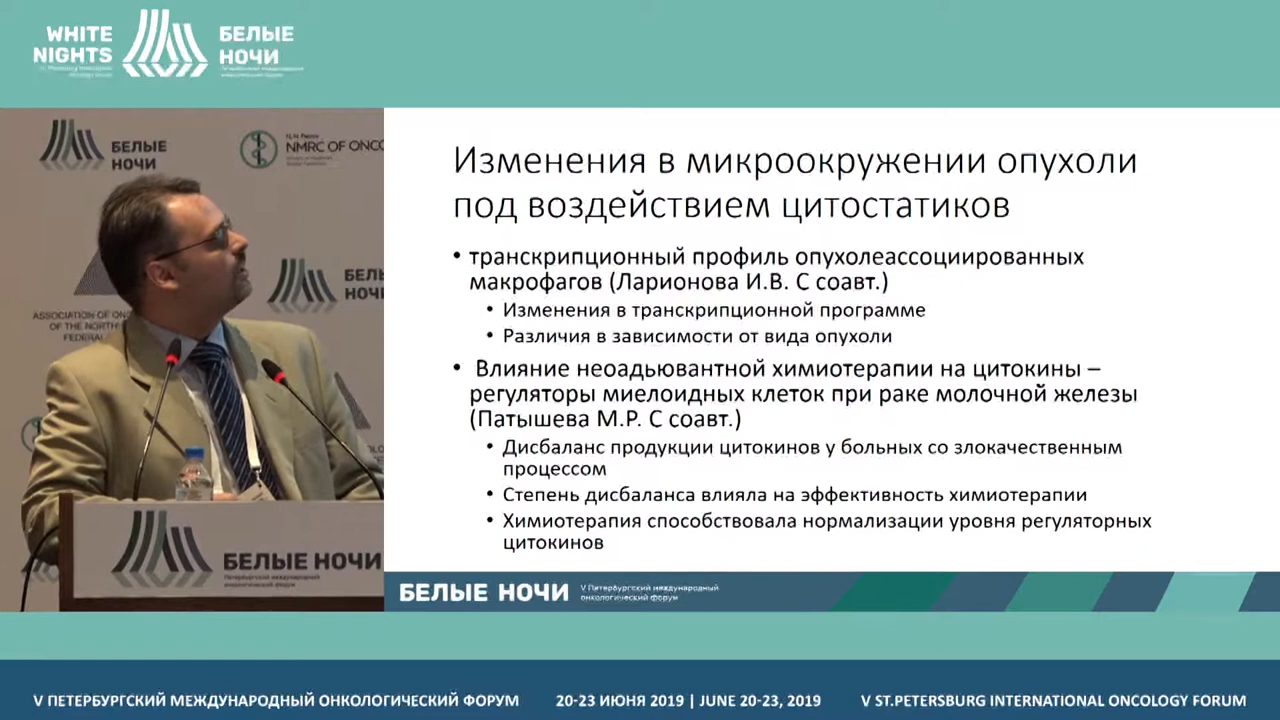 WHITE
NIGHTS
БЕЛЫЕ
НОЧИ
БЕЛЫЕ
НОЧИ
NMRC OF ONCO
БЕЛЫ
НОЧИ
ASSOCIATION OF ONC
OF THE NORTH
FEDERAL
БЕЛЫЕ НОЧИ
Петербургский международный
онкологический форум
Изменения в микроокружении опухоли
под воздействием цитостатиков
• транскрипционный профиль опухолеассоциированных
макрофагов (Ларионова И.В. С соавт.)
• Изменения в транскрипционной программе
• Различия в зависимости от вида опухоли
• Влияние неоадьювантной химиотерапии на цитокины –
регуляторы миелоидных клеток при раке молочной железы
(Патышева М.Р. С соавт.)
• Дисбаланс продукции цитокинов у больных со злокачественным
процессом
• Степень дисбаланса влияла на эффективность химиотерапии
• Химиотерапия способствовала нормализации уровня регуляторных
цитокинов
БЕЛЫЕ НОЧИ
V Петербургский международный
онкологический форум
V ПЕТЕРБУРГСКИЙ МЕЖДУНАРОДНЫЙ ОНКОЛОГИЧЕСКИЙ ФОРУМ
20-23 ИЮНЯ 2019 | JUNE 20-23, 2019
V ST.PETERSBURG INTERNATIONAL ONCOLOGY FORUM